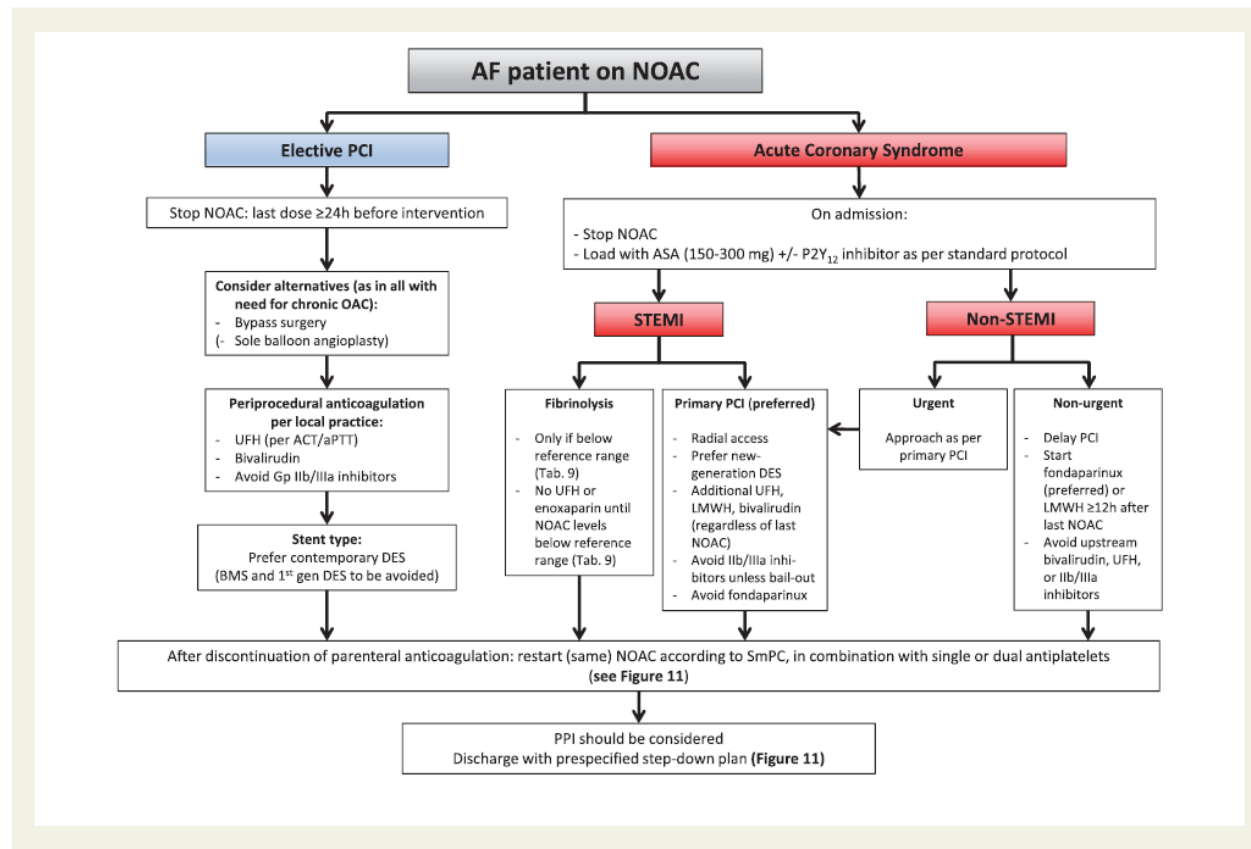 AF patient on NOAC
Elective PCI
Acute Coronary Syndrome
Stop NOAC: last dose ≥24h before intervention
On admission:
- Stop NOAC
- Load with ASA (150-300 mg) +/- P2Y12 inhibitor as per standard protocol
Consider alternatives (as in all with
need for chronic OAC):
- Bypass surgery
(- Sole balloon angioplasty)
STEMI
Non-STEMI
Periprocedural anticoagulation
per local practice:
- UFH (per ACT/aPTT)
- Bivalirudin
- Avoid Gp IIb/IIIa inhibitors
Fibrinolysis
- Only if below
reference range
(Tab. 9)
- No UFH or
enoxaparin until
NOAC levels
below reference
range (Tab. 9)
Primary PCI (preferred)
- Radial access
- Prefer new-
generation DES
- Additional UFH,
LMWH, bivalirudin
(regardless of last
NOAC)
- Avoid IIb/IIIa inhi-
bitors unless bail-out
- Avoid fondaparinux
Urgent
Approach as per
primary PCI
Non-urgent
- Delay PCI
- Start
fondaparinux
(preferred) or
LMWH ≥12h after
last NOAC
- Avoid upstream
bivalirudin, UFH,
or IIb/IIIa
inhibitors
Stent type:
Prefer contemporary DES
(BMS and 1st gen DES to be avoided)
After discontinuation of parenteral anticoagulation: restart (same) NOAC according to SmPC, in combination with single or dual antiplatelets
(see Figure 11)
PPI should be considered
Discharge with prespecified step-down plan (Figure 11)